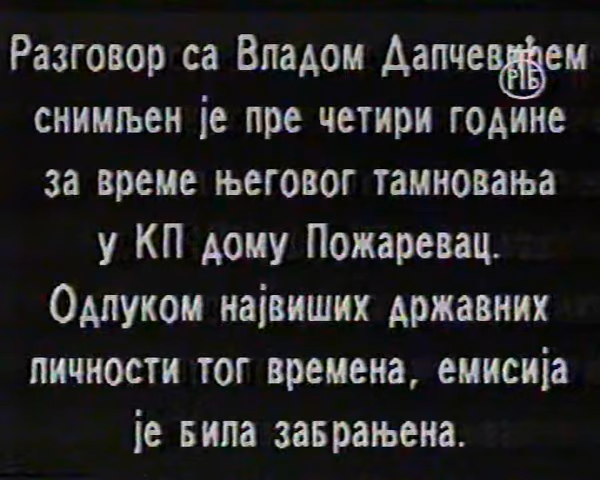 Разговор са Владом Дапчевићем
снимљен је пре четири године
за време његовог тамновања
у КП дому Пожаревац.
Одлуком највиших државних
личности тог времена, емисија
је била забрањена.
РТБ